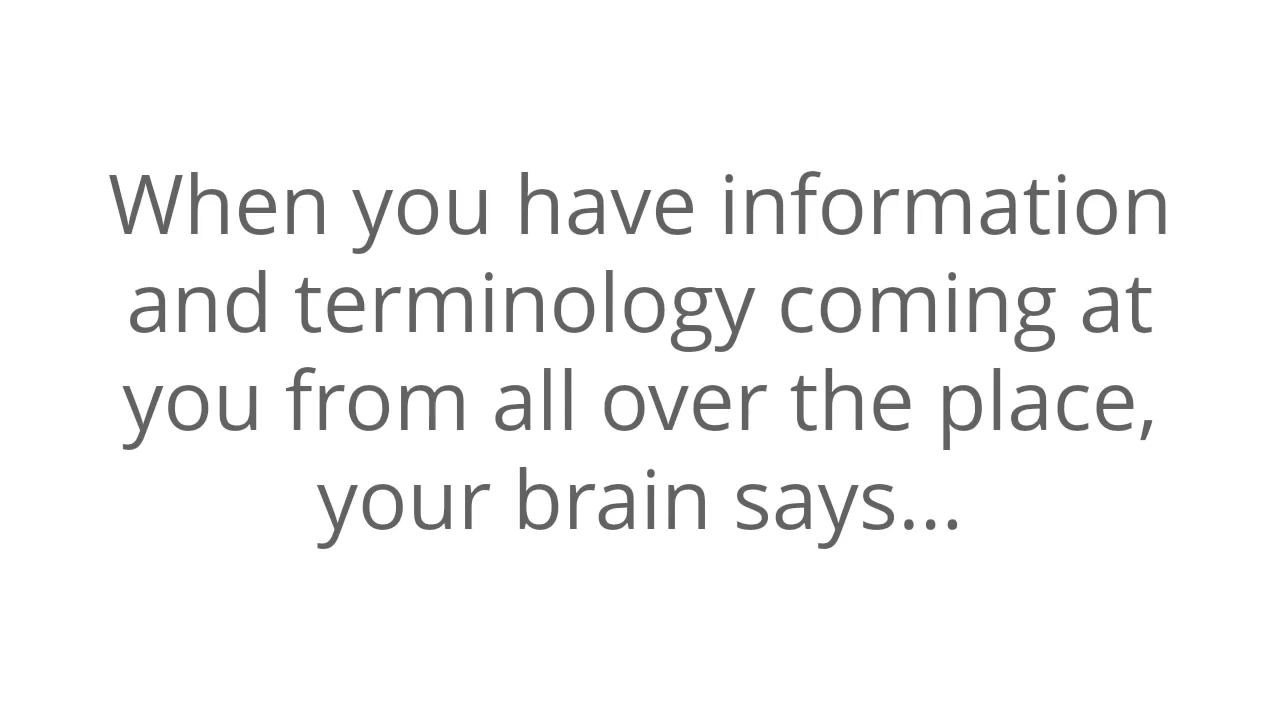 When you have information
and terminology coming at
you from all over the place,
your brain says...